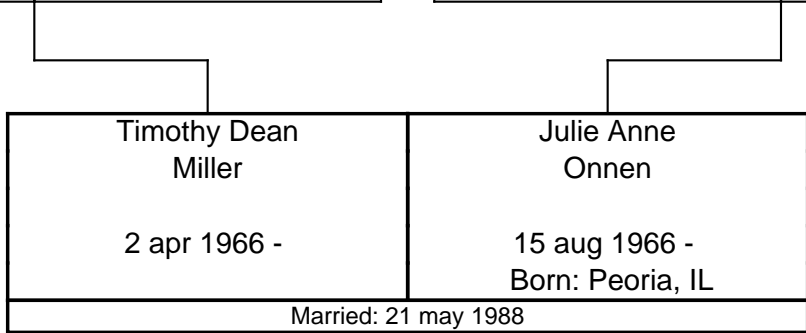 Timothy Dean
Miller
2 apr 1966 -
Julie Anne
Onnen
15 aug 1966 -
Born: Peoria, IL
Married: 21 may 1988